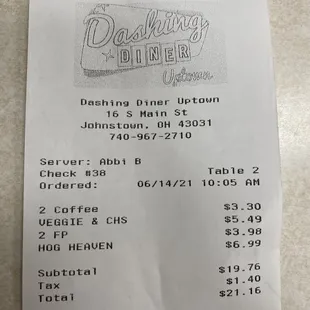 Dashing
DINER
Uptown
Dashing Diner Uptown
16 S Main St
Johnstown, OH 43031
740-967-2710
Server: Abbi B
Check #38 Table 2
Ordered: 06/14/21 10:05 AM
2 Coffee $3.30
VEGGIE & CHS $5.49
2 FP $3.98
HOG HEAVEN $6.99
Subtotal $19.76
Tax $1.40
Total $21.16